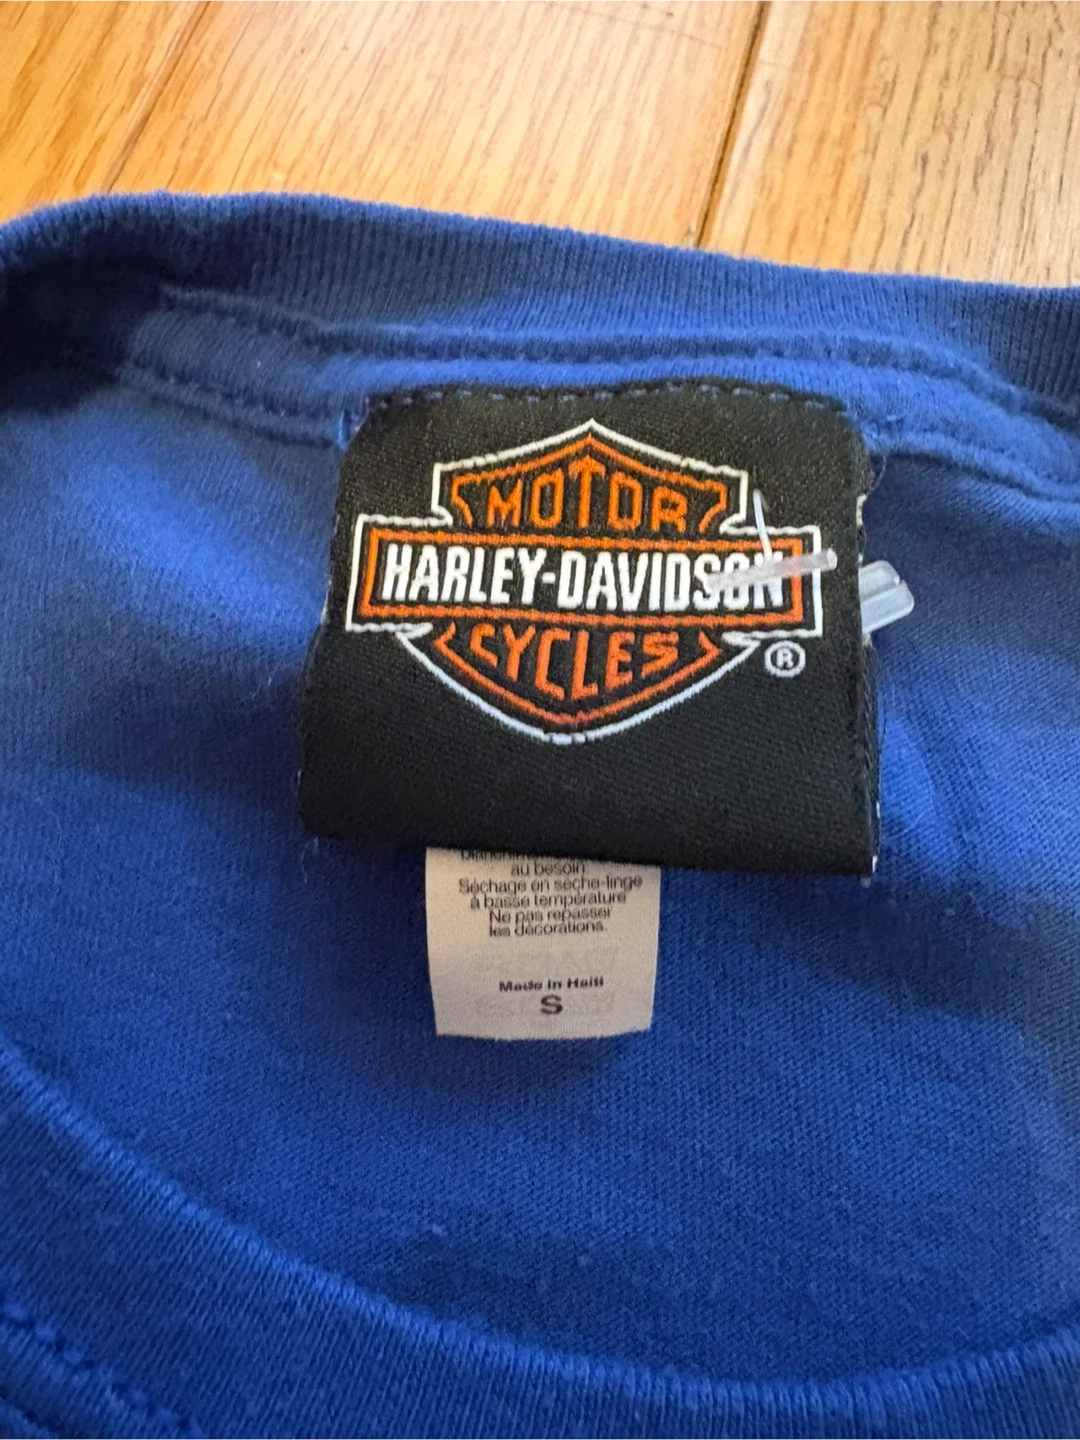 MOTOR
HARLEY-DAVIDSON
CYCLES
®
au besoin
Séchage en sèche-linge
à basse température
Ne pas repasser
les décorations.
Made in Haiti
S